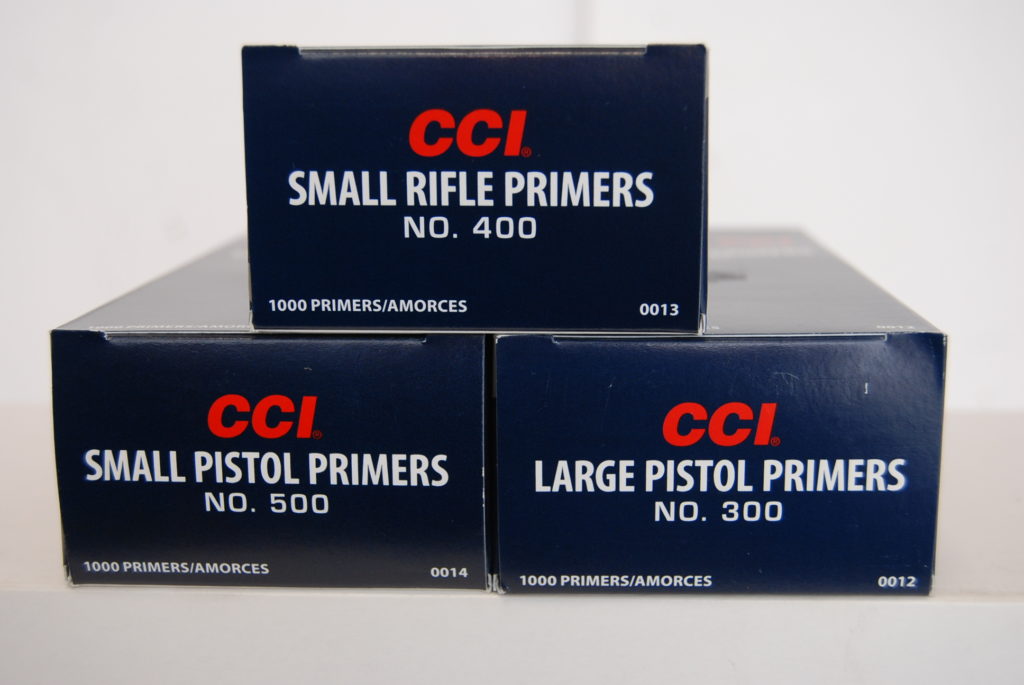 CCI®
SMALL RIFLE PRIMERS
NO. 400
1000 PRIMERS/AMORCES 0013
CCI®
SMALL PISTOL PRIMERS
NO. 500
1000 PRIMERS/AMORCES 0014
CCI®
LARGE PISTOL PRIMERS
NO. 300
1000 PRIMERS/AMORCES 0012